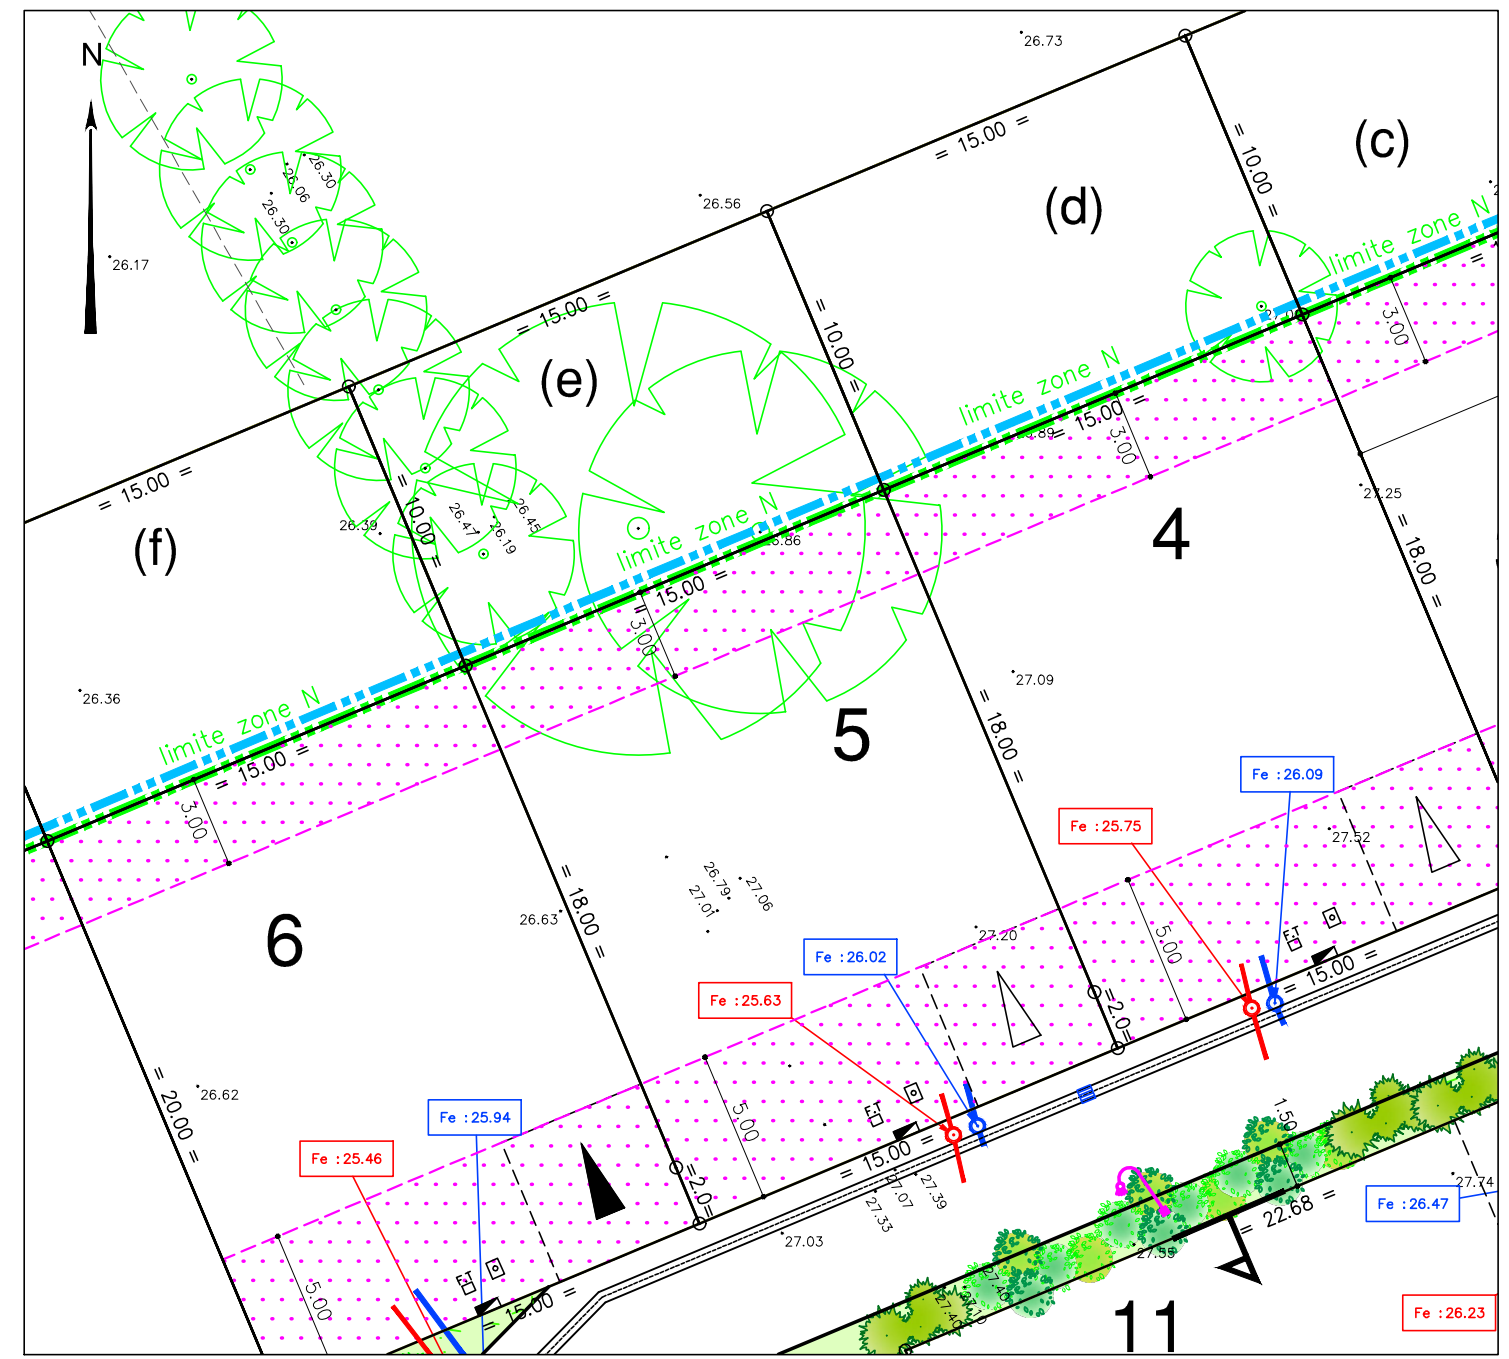 N
26.73
(c)
= 15.00 =
= 10.00 =
26.30
26.06
26.30
26.56
(d)
limite zone N
26.17
= 15.00 =
= 10.00 =
3.00
(e)
limite zone N
= 15.00 =
3.00
= 15.00 =
= 10.00 =
26.39
26.47
26.19
26.45
27.25
(f)
limite zone N
4
= 18.00 =
= 15.00 =
3.00
26.36
27.09
limite zone N
5
= 18.00 =
= 15.00 =
3.00
Fe : 26.09
Fe : 25.75
27.52
26.79
27.01
27.06
26.63
= 18.00 =
6
27.20
5.00
F.T
= 15.00 =
Fe : 26.02
Fe : 25.63
=2.0=
26.62
= 20.00 =
Fe : 25.94
5.00
F.T
= 15.00 =
1.50
Fe : 25.46
=2.0=
27.07
27.39
27.33
27.74
Fe : 26.47
= 22.68 =
27.03
27.55
5.00
F.T
= 15.00 =
27.40
27.40
27.10
11
Fe : 26.23